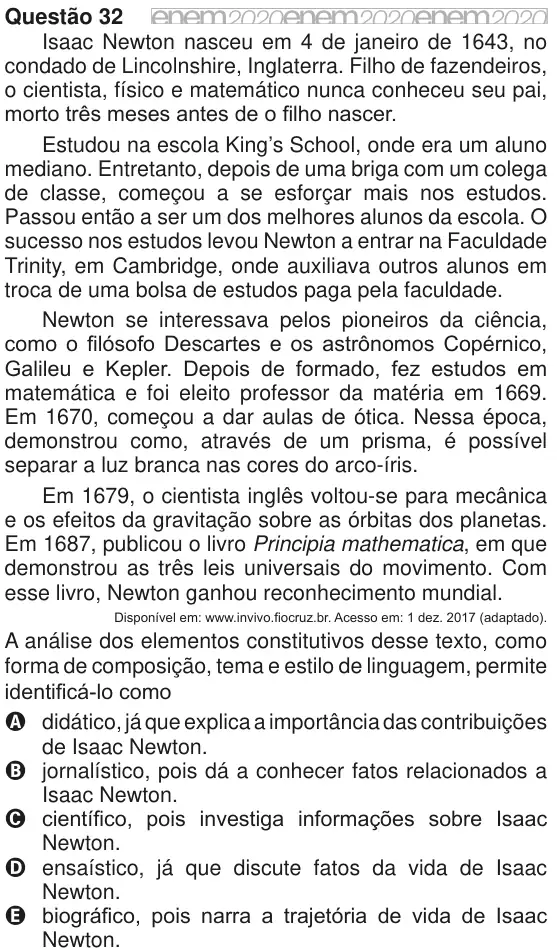 Questão 32 enem2020enem2020enem2020
Isaac Newton nasceu em 4 de janeiro de 1643, no
condado de Lincolnshire, Inglaterra. Filho de fazendeiros,
o cientista, físico e matemático nunca conheceu seu pai,
morto três meses antes de o filho nascer.
Estudou na escola King’s School, onde era um aluno
mediano. Entretanto, depois de uma briga com um colega
de classe, começou a se esforçar mais nos estudos.
Passou então a ser um dos melhores alunos da escola. O
sucesso nos estudos levou Newton a entrar na Faculdade
Trinity, em Cambridge, onde auxiliava outros alunos em
troca de uma bolsa de estudos paga pela faculdade.
Newton se interessava pelos pioneiros da ciência,
como o filósofo Descartes e os astrônomos Copérnico,
Galileu e Kepler. Depois de formado, fez estudos em
matemática e foi eleito professor da matéria em 1669.
Em 1670, começou a dar aulas de ótica. Nessa época,
demonstrou como, através de um prisma, é possível
separar a luz branca nas cores do arco-íris.
Em 1679, o cientista inglês voltou-se para mecânica
e os efeitos da gravitação sobre as órbitas dos planetas.
Em 1687, publicou o livro Principia mathematica, em que
demonstrou as três leis universais do movimento. Com
esse livro, Newton ganhou reconhecimento mundial.
Disponível em: www.invivo.fiocruz.br. Acesso em: 1 dez. 2017 (adaptado).
A análise dos elementos constitutivos desse texto, como
forma de composição, tema e estilo de linguagem, permite
identificá-lo como
A didático, já que explica a importância das contribuições
de Isaac Newton.
B jornalístico, pois dá a conhecer fatos relacionados a
Isaac Newton.
C científico, pois investiga informações sobre Isaac
Newton.
D ensaístico, já que discute fatos da vida de Isaac
Newton.
E biográfico, pois narra a trajetória de vida de Isaac
Newton.